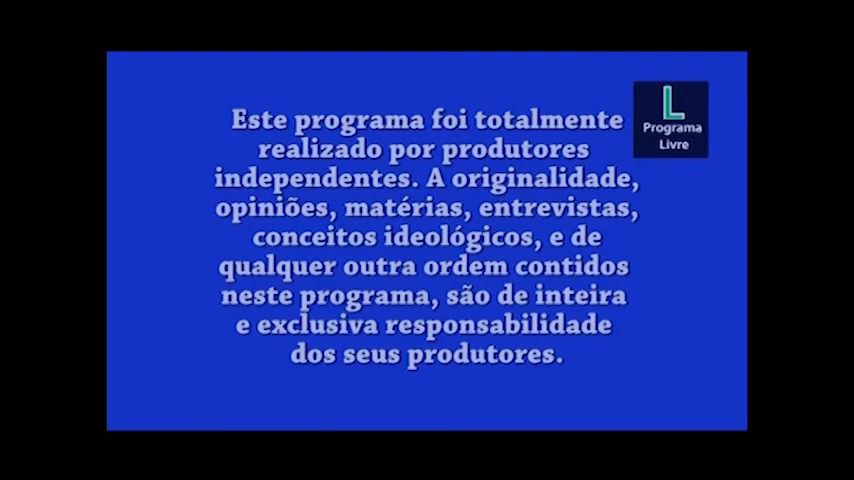 Este programa foi totalmente
realizado por produtores
independentes. A originalidade,
opiniões, matérias, entrevistas,
conceitos ideológicos, e de
qualquer outra ordem contidos
neste programa, são de inteira
e exclusiva responsabilidade
dos seus produtores.
L
Programa
Livre